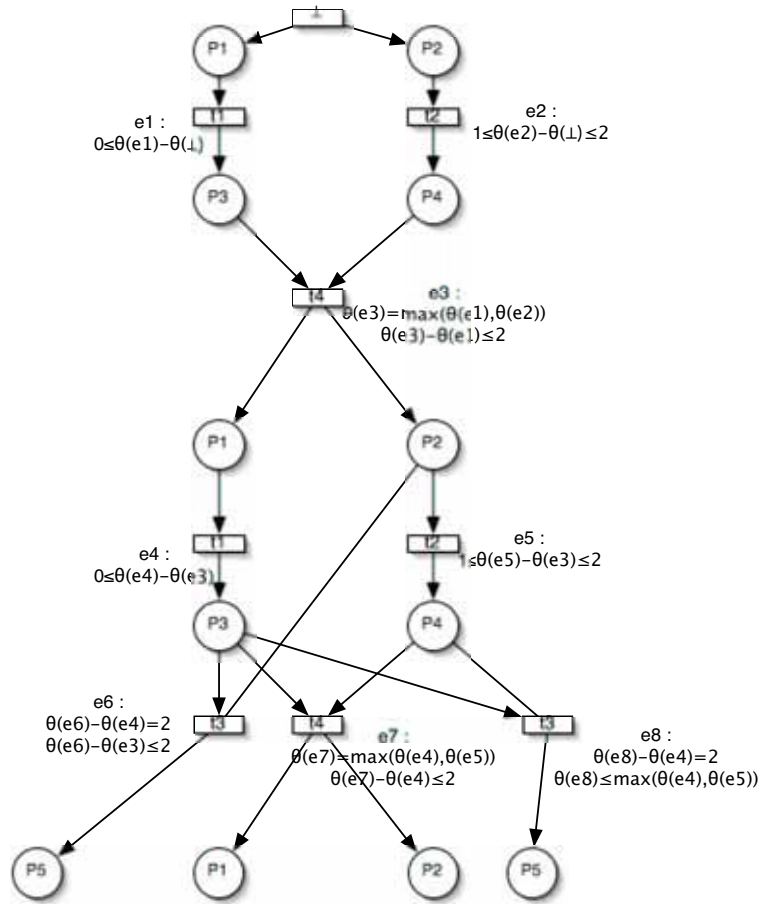 ⊥
P1
P2
t1
t2
e1 :
0≤θ(e1)−θ(⊥)
e2 :
1≤θ(e2)−θ(⊥)≤2
P3
P4
t4
e3 :
θ(e3)=max(θ(e1),θ(e2))
θ(e3)−θ(e1)≤2
P1
P2
t1
t2
e4 :
0≤θ(e4)−θ(e3)
e5 :
1≤θ(e5)−θ(e3)≤2
P3
P4
e6 :
θ(e6)−θ(e4)=2
θ(e6)−θ(e3)≤2
t3
t4
t3
e7 :
θ(e7)=max(θ(e4),θ(e5))
θ(e7)−θ(e4)≤2
e8 :
θ(e8)−θ(e4)=2
θ(e8)≤max(θ(e4),θ(e5))
P5
P1
P2
P5